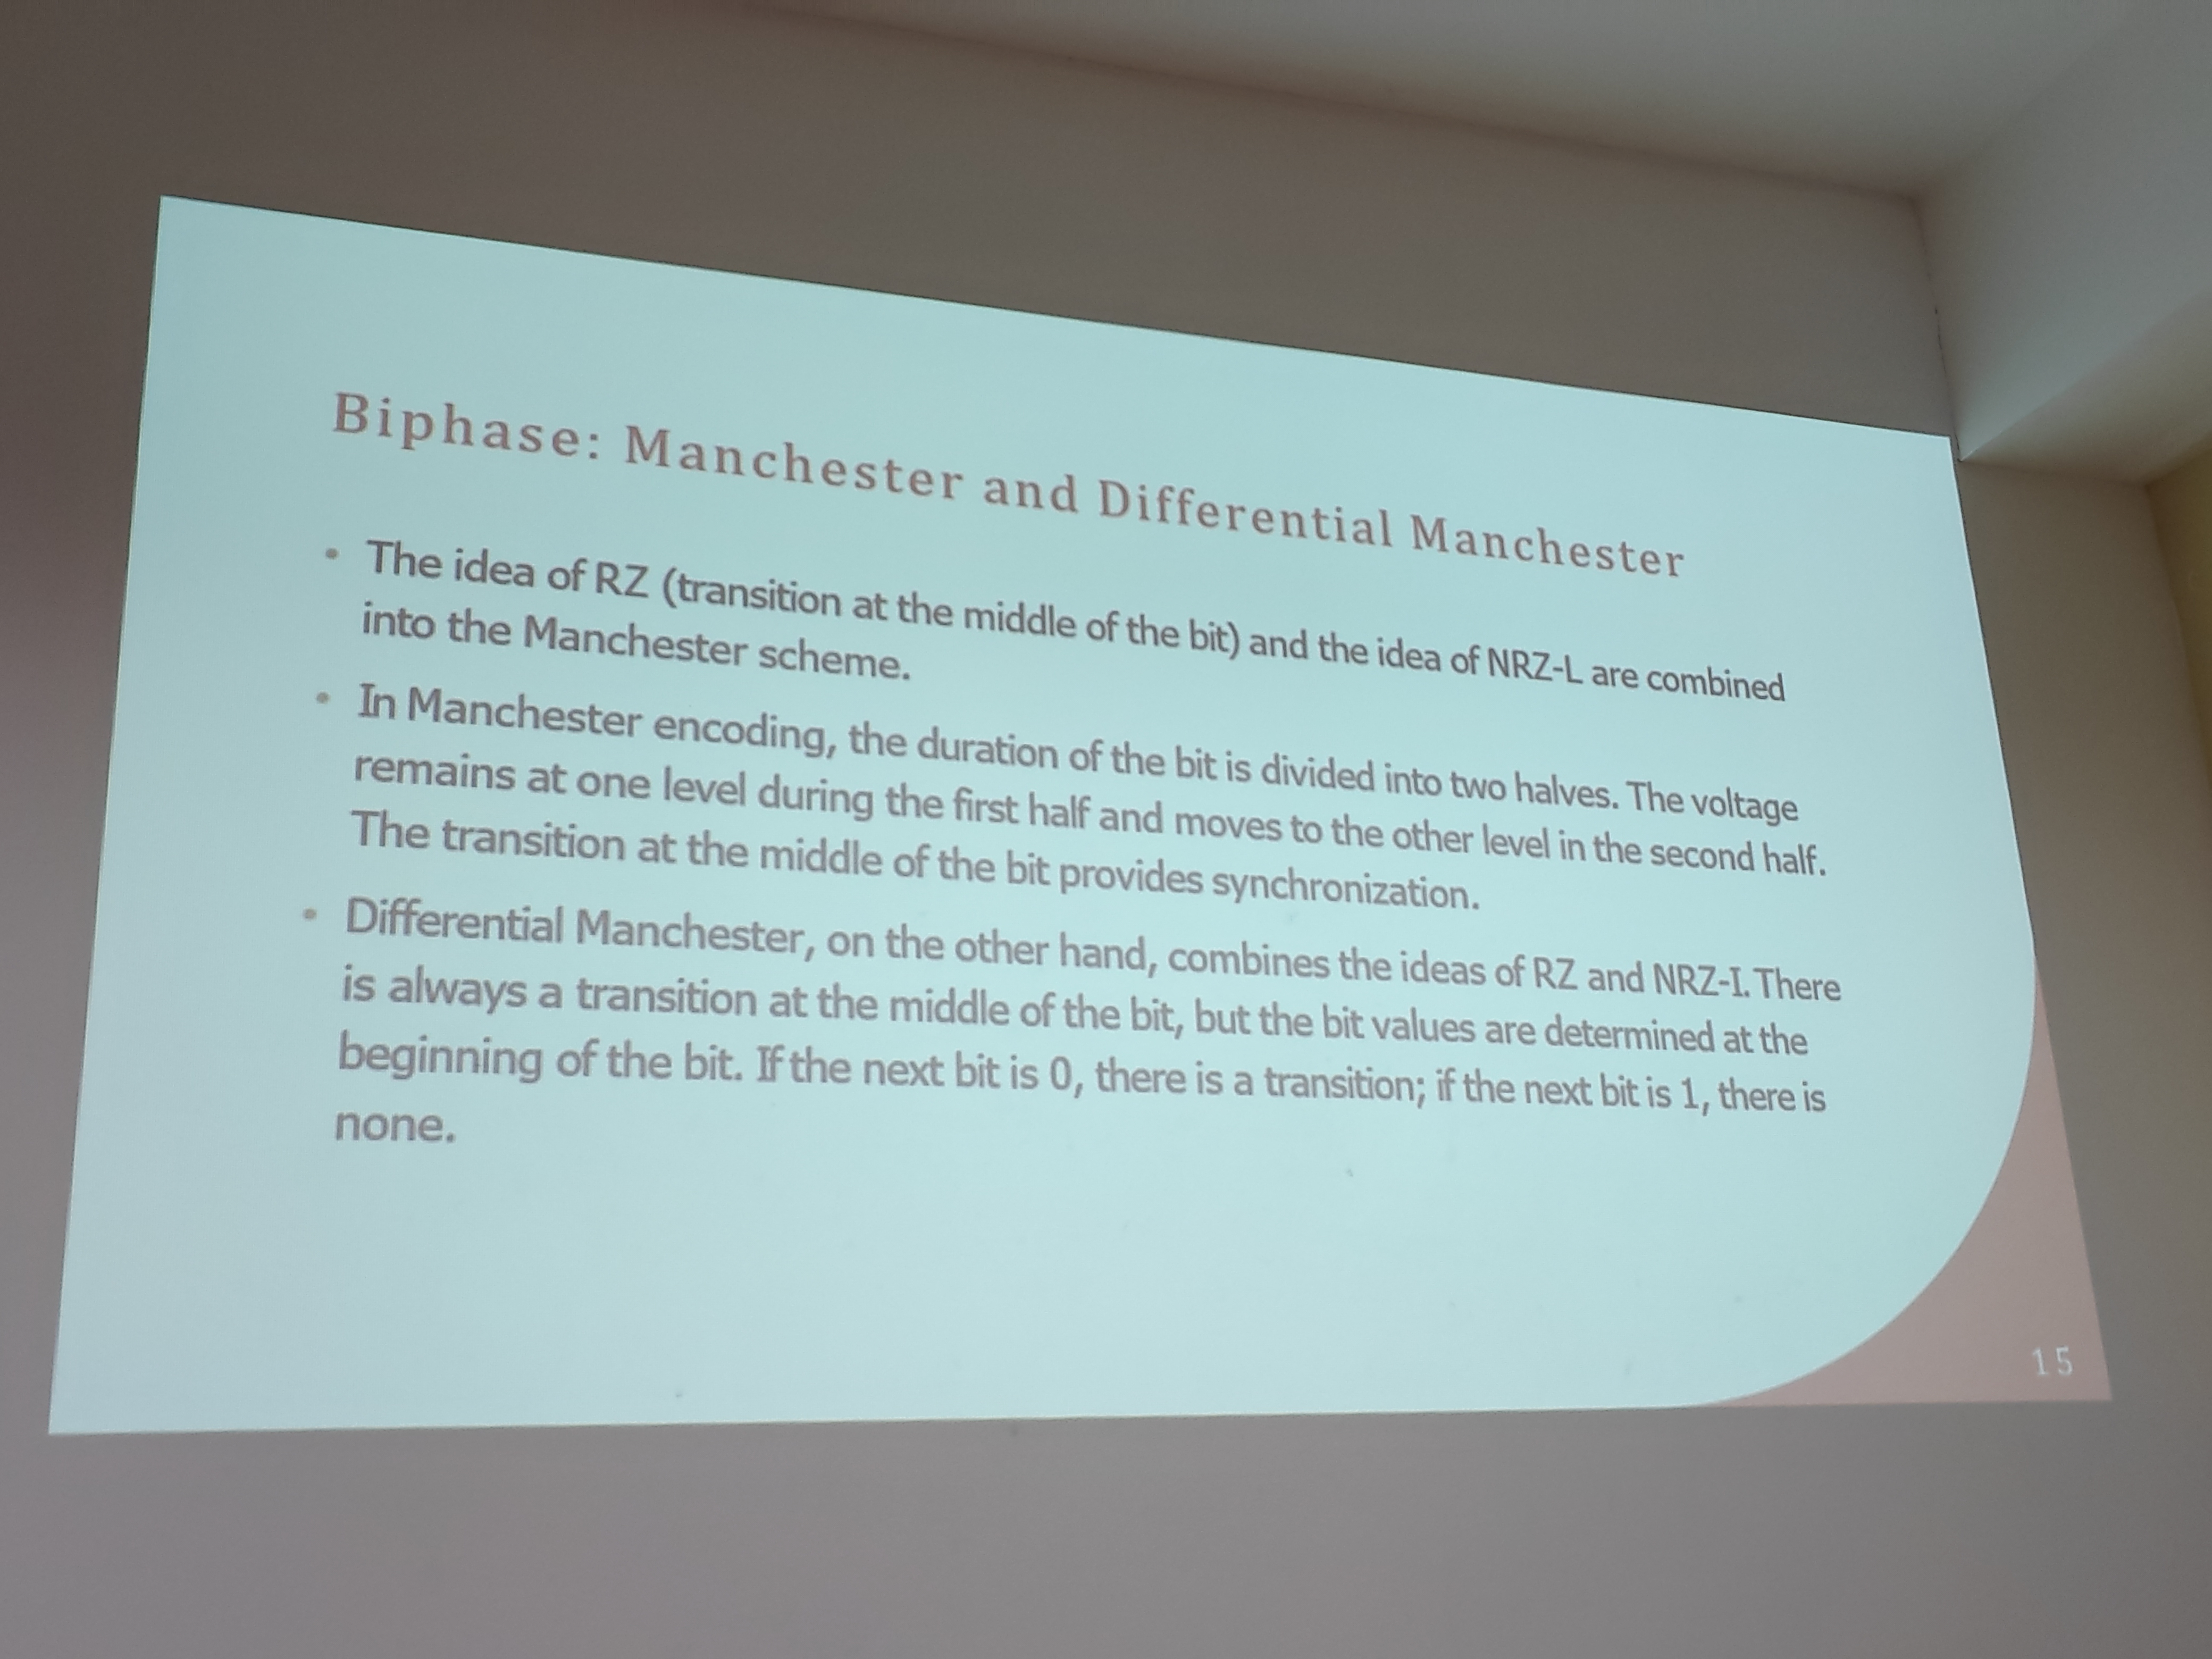 Biphase: Manchester and Differential Manchester
• The idea of RZ (transition at the middle of the bit) and the idea of NRZ-L are combined
into the Manchester scheme.
• In Manchester encoding, the duration of the bit is divided into two halves. The voltage
remains at one level during the first half and moves to the other level in the second half.
The transition at the middle of the bit provides synchronization.
• Differential Manchester, on the other hand, combines the ideas of RZ and NRZ-I. There
is always a transition at the middle of the bit, but the bit values are determined at the
beginning of the bit. If the next bit is 0, there is a transition; if the next bit is 1, there is
none.
15